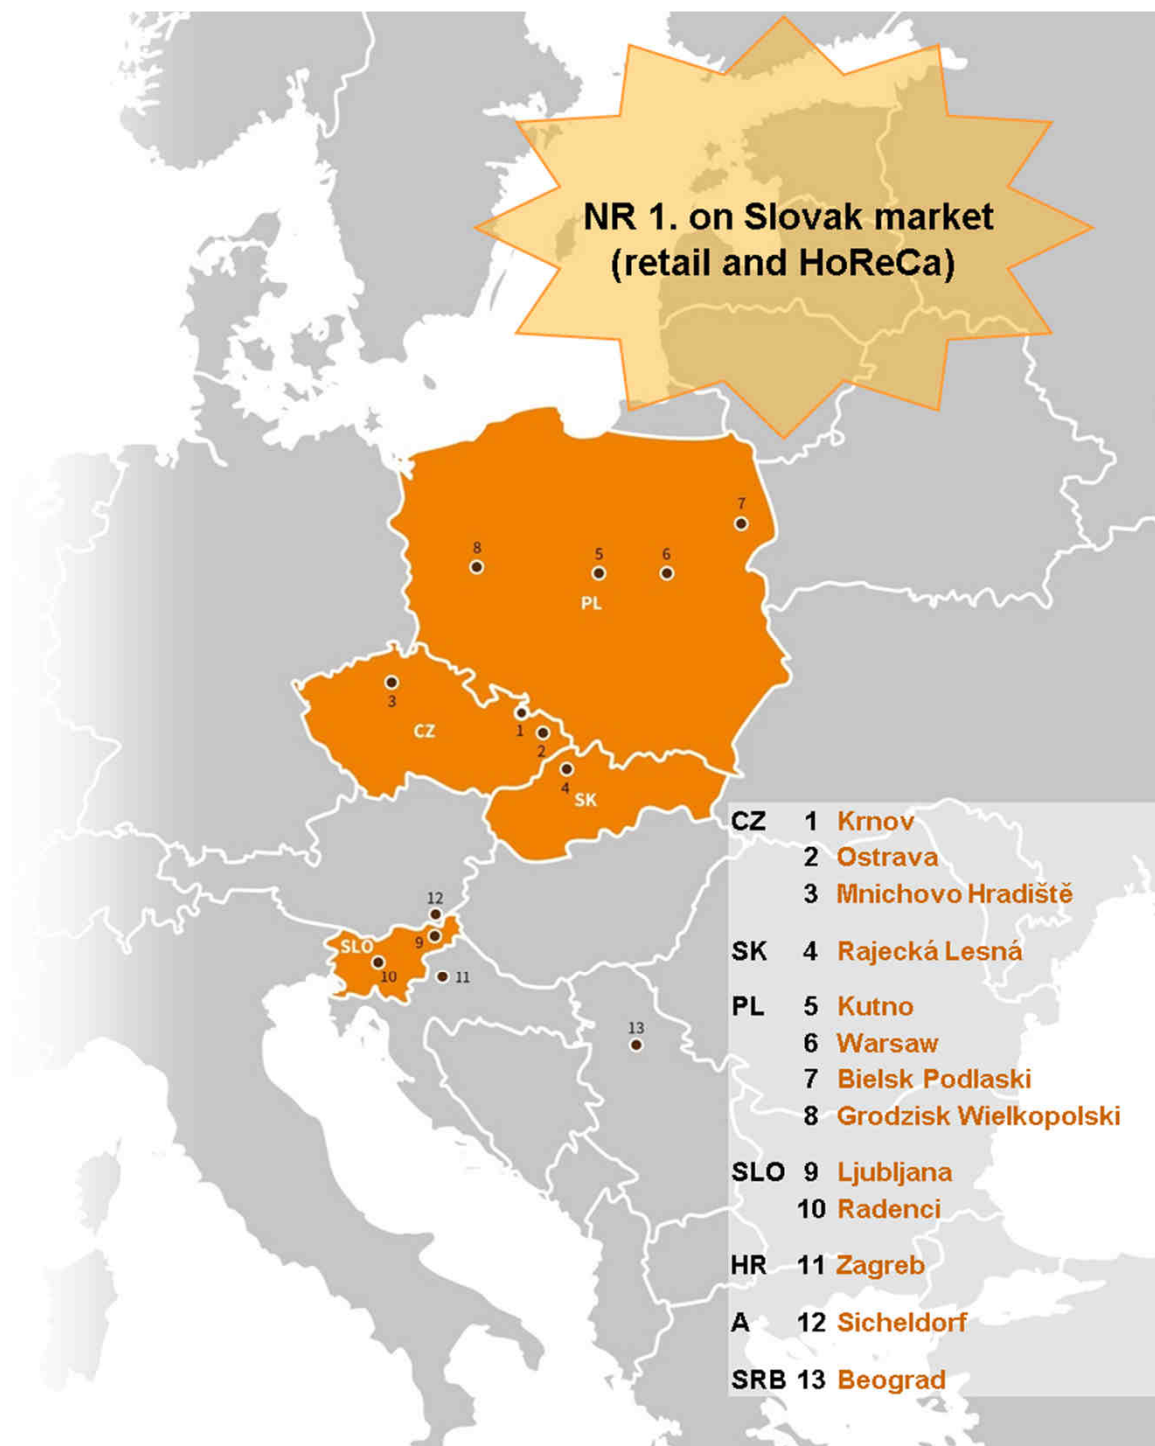 NR 1. on Slovak market
(retail and HoReCa)
7
8
5
6
PL
3
CZ
1
2
4
SK
12
9
SLO
10
11
13
CZ 1 Krnov
2 Ostrava
3 Mnichovo Hradiště
SK 4 Rajecká Lesná
PL 5 Kutno
6 Warsaw
7 Bielsk Podlaski
8 Grodzisk Wielkopolski
SLO 9 Ljubljana
10 Radenci
HR 11 Zagreb
A 12 Sicheldorf
SRB 13 Beograd